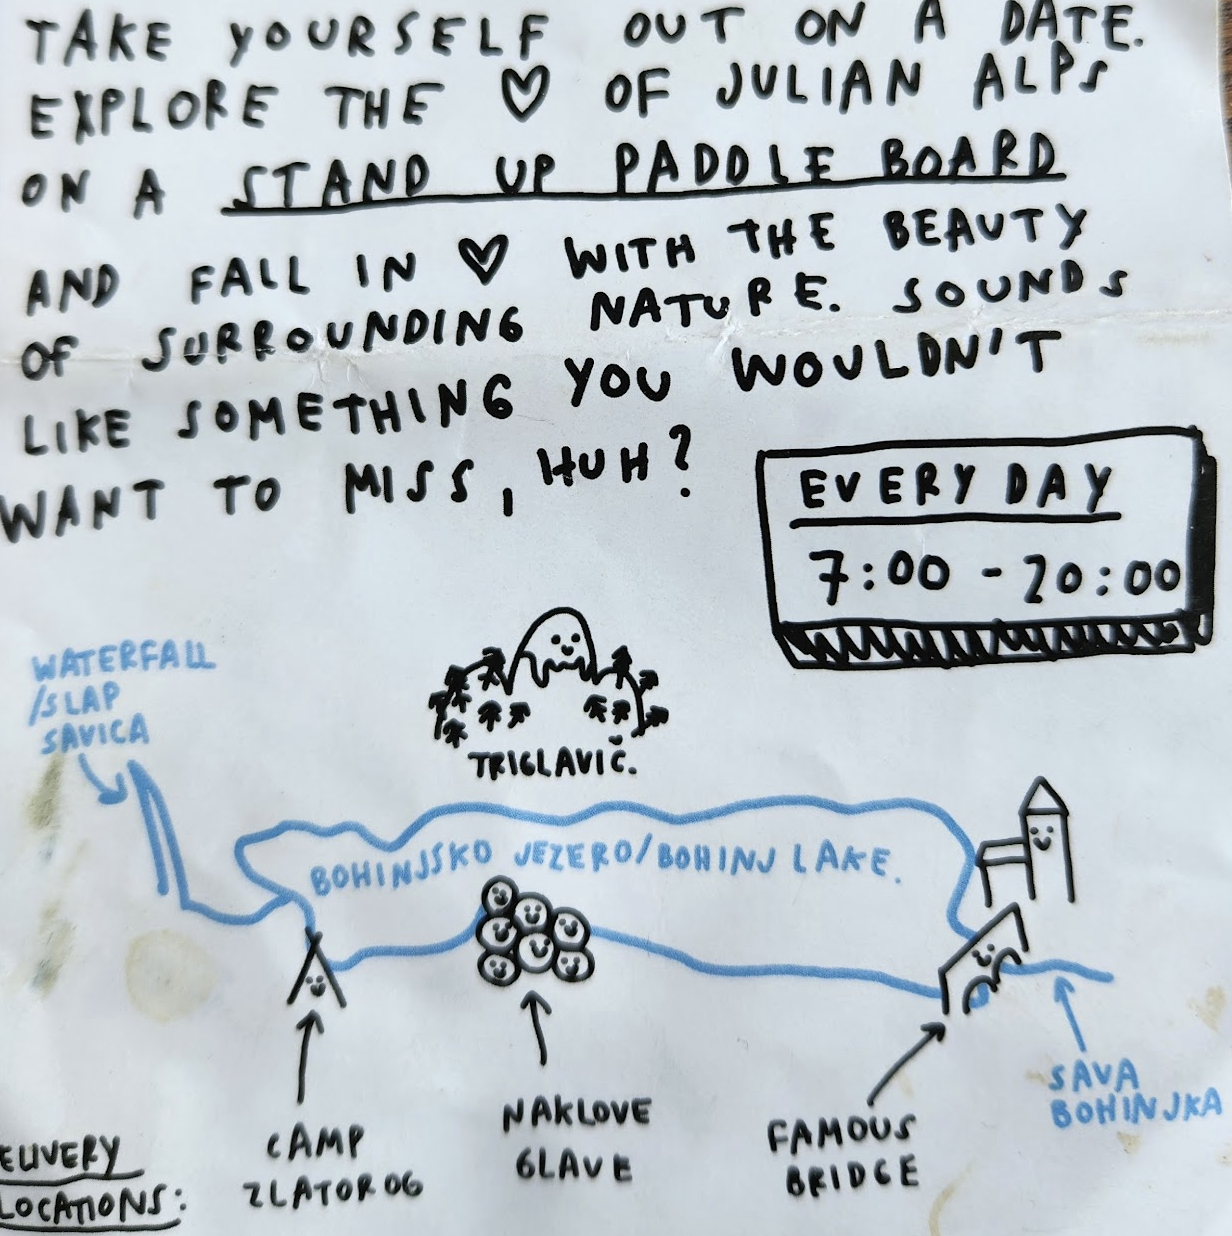 TAKE YOURSELF OUT ON A DATE.
EXPLORE THE ♡ OF JULIAN ALPS
ON A STAND UP PADDLE BOARD
AND FALL IN ♡ WITH THE BEAUTY
OF SURROUNDING NATURE. SOUNDS
LIKE SOMETHING YOU WOULDN'T
WANT TO MISS, HUH?
EVERY DAY
7:00 - 20:00
WATERFALL
/SLAP
SAVICA
TRIGLAVIČ.
BOHINJSKO JEZERO/BOHINJ LAKE.
SAVA
BOHINJKA
ELIVERY
LOCATIONS:
CAMP
ZLATOROG
NAKLOVE
GLAVE
FAMOUS
BRIDGE